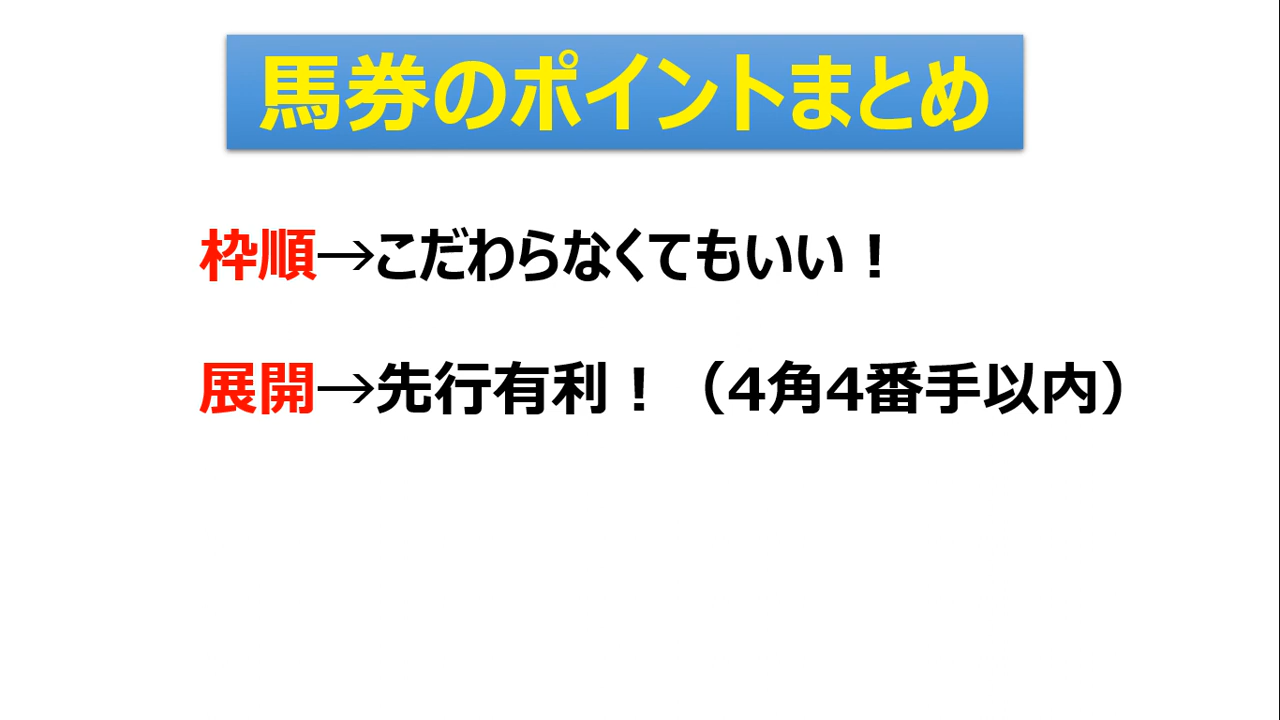 馬券のポイントまとめ
枠順→こだわらなくてもいい！
展開→先行有利！（4角4番手以内）